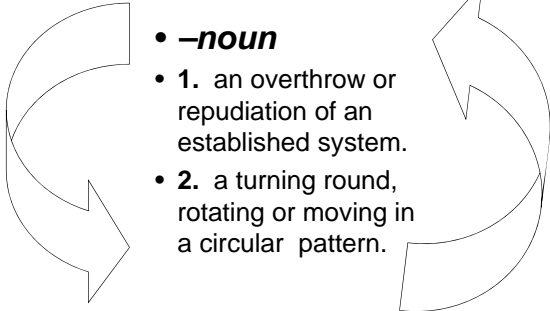 • –noun
• 1. an overthrow or
repudiation of an
established system.
• 2. a turning round,
rotating or moving in
a circular pattern.